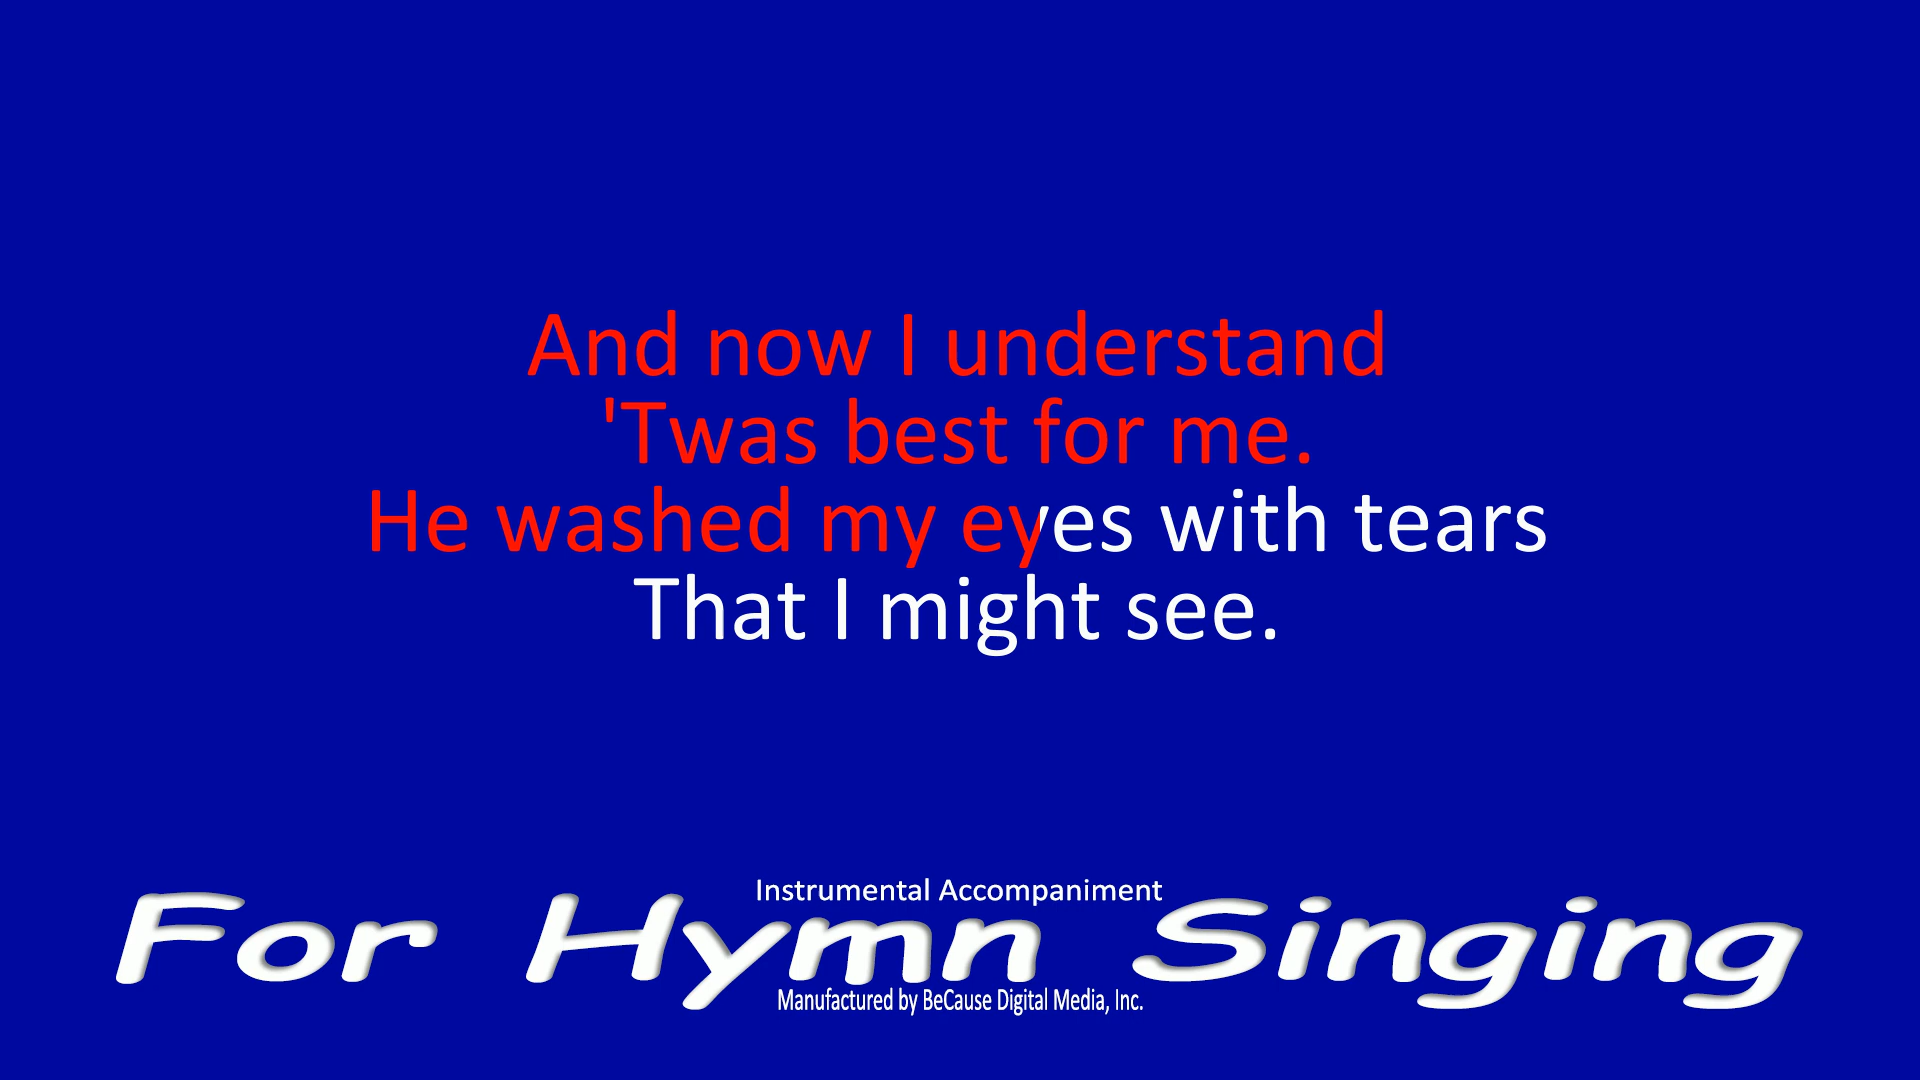 And now I understand
'Twas best for me.
He washed my eyes with tears
That I might see.
Instrumental Accompaniment
For Hymn Singing
Manufactured by BeCause Digital Media, Inc.